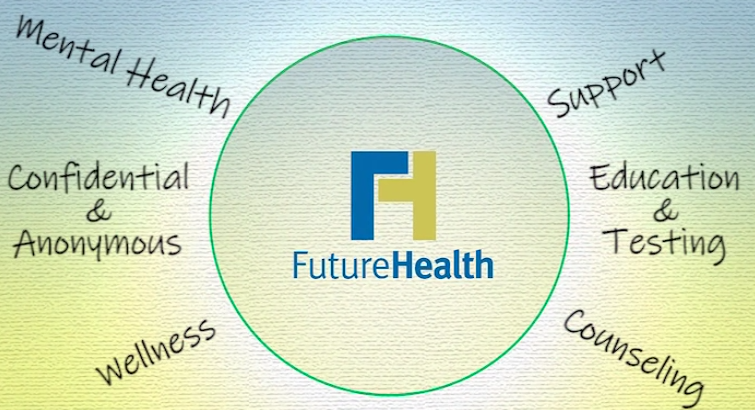 Mental Health
Confidential
&
Anonymous
Wellness
FutureHealth
Support
Education
&
Testing
Counseling